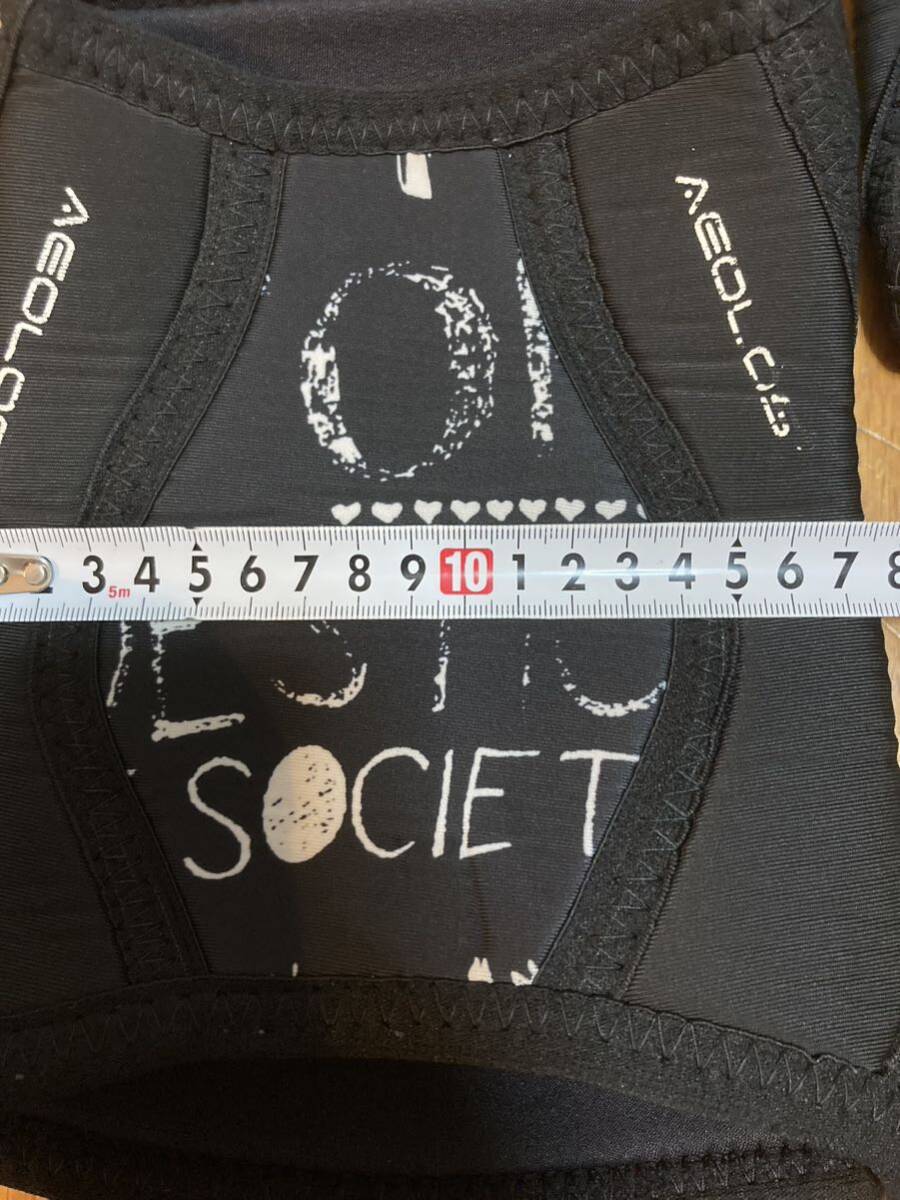 AEOLOS
AEOLOS
3 4 5 6 7 8 9 10 1 2 3 4 5 6 7 8
5m
SOCIET